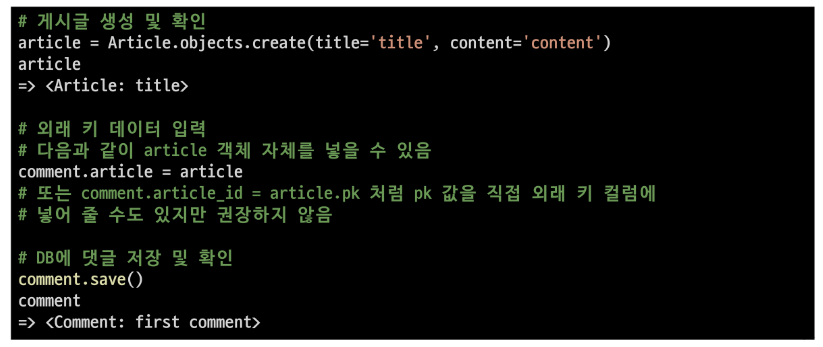 # 게시글 생성 및 확인
article = Article.objects.create(title='title', content='content')
article
=> <Article: title>
# 외래 키 데이터 입력
# 다음과 같이 article 객체 자체를 넣을 수 있음
comment.article = article
# 또는 comment.article_id = article.pk 처럼 pk 값을 직접 외래 키 컬럼에
# 넣어 줄 수도 있지만 권장하지 않음
# DB에 댓글 저장 및 확인
comment.save()
comment
=> <Comment: first comment>